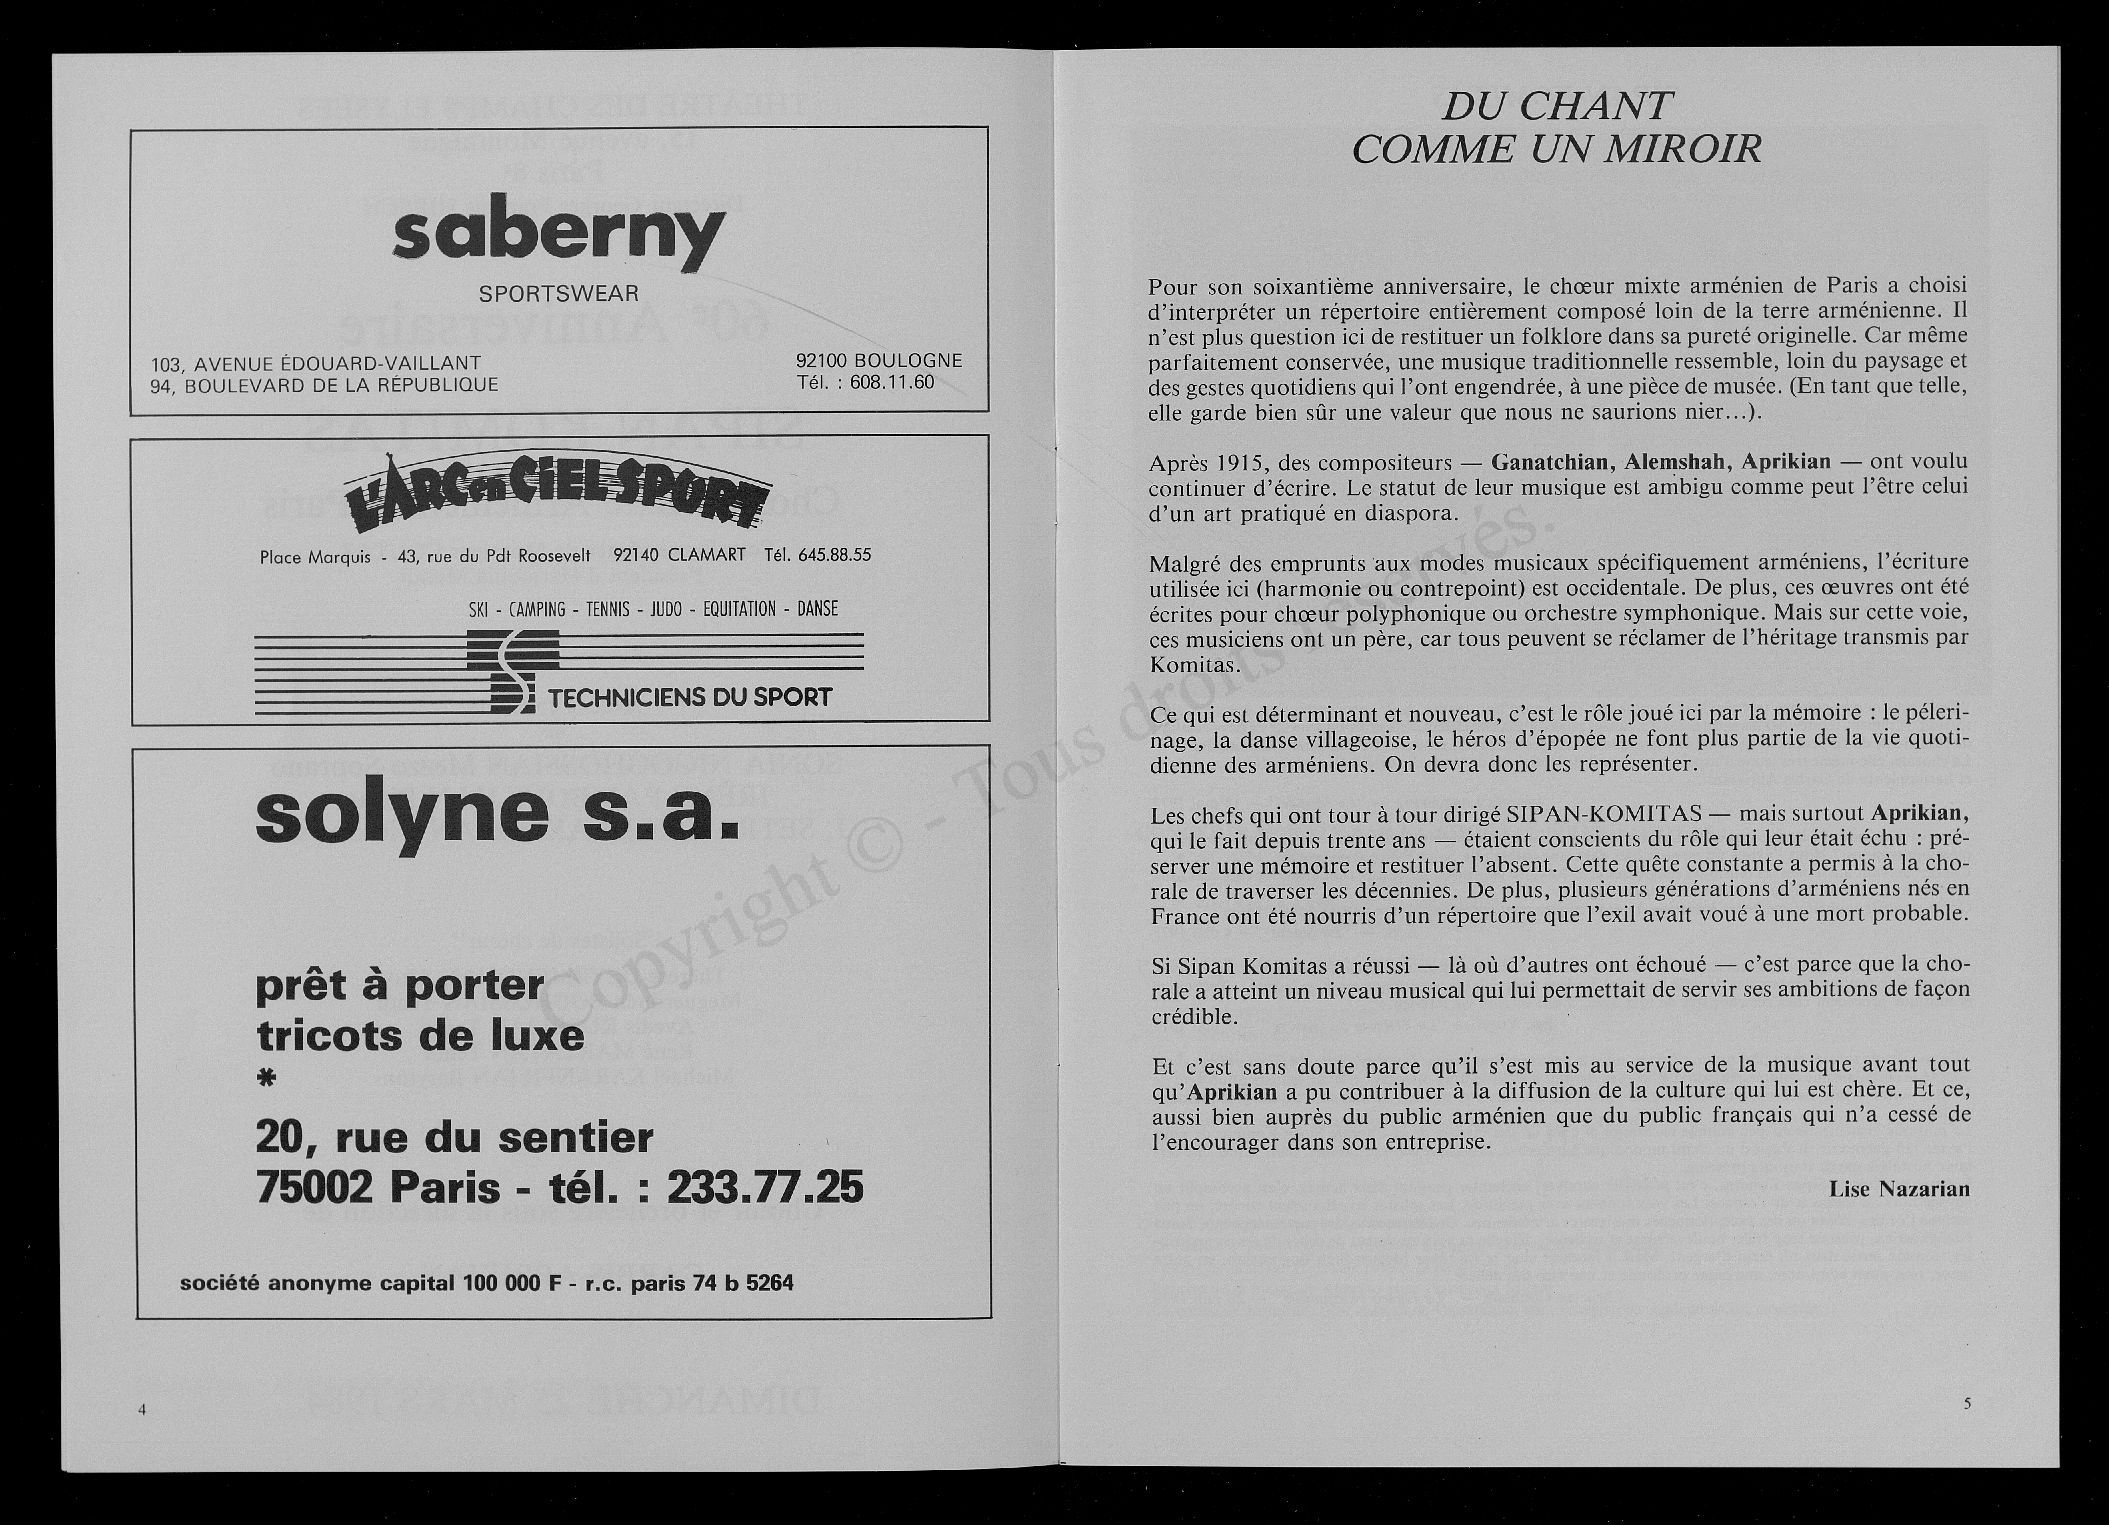 saberny
SPORTSWEAR
103, AVENUE ÉDOUARD-VAILLANT
94, BOULEVARD DE LA RÉPUBLIQUE
92100 BOULOGNE
Tél. : 608.11.60
L'ARC en CIEL SPORT
Place Marquis - 43, rue du Pdt Roosevelt 92140 CLAMART Tél. 645.88.55
SKI - CAMPING - TENNIS - JUDO - EQUITATION - DANSE
TECHNICIENS DU SPORT
solyne s.a.
prêt à porter
tricots de luxe
*
20, rue du sentier
75002 Paris - tél. : 233.77.25
société anonyme capital 100 000 F - r.c. paris 74 b 5264
4
DU CHANT
COMME UN MIROIR
Pour son soixantième anniversaire, le chœur mixte arménien de Paris a choisi
d'interpréter un répertoire entièrement composé loin de la terre arménienne. Il
n'est plus question ici de restituer un folklore dans sa pureté originelle. Car même
parfaitement conservée, une musique traditionnelle ressemble, loin du paysage et
des gestes quotidiens qui l'ont engendrée, à une pièce de musée. (En tant que telle,
elle garde bien sûr une valeur que nous ne saurions nier...).
Après 1915, des compositeurs — Ganatchian, Alemshah, Aprikian — ont voulu
continuer d'écrire. Le statut de leur musique est ambigu comme peut l'être celui
d'un art pratiqué en diaspora.
Malgré des emprunts aux modes musicaux spécifiquement arméniens, l'écriture
utilisée ici (harmonie ou contrepoint) est occidentale. De plus, ces œuvres ont été
écrites pour chœur polyphonique ou orchestre symphonique. Mais sur cette voie,
ces musiciens ont un père, car tous peuvent se réclamer de l'héritage transmis par
Komitas.
Ce qui est déterminant et nouveau, c'est le rôle joué ici par la mémoire : le péleri-
nage, la danse villageoise, le héros d'épopée ne font plus partie de la vie quoti-
dienne des arméniens. On devra donc les représenter.
Les chefs qui ont tour à tour dirigé SIPAN-KOMITAS — mais surtout Aprikian,
qui le fait depuis trente ans — étaient conscients du rôle qui leur était échu : pré-
server une mémoire et restituer l'absent. Cette quête constante a permis à la cho-
rale de traverser les décennies. De plus, plusieurs générations d'arméniens nés en
France ont été nourris d'un répertoire que l'exil avait voué à une mort probable.
Si Sipan Komitas a réussi — là où d'autres ont échoué — c'est parce que la cho-
rale a atteint un niveau musical qui lui permettait de servir ses ambitions de façon
crédible.
Et c'est sans doute parce qu'il s'est mis au service de la musique avant tout
qu'Aprikian a pu contribuer à la diffusion de la culture qui lui est chère. Et ce,
aussi bien auprès du public arménien que du public français qui n'a cessé de
l'encourager dans son entreprise.
Lise Nazarian
5
Copyright © - Tous droits réservés.